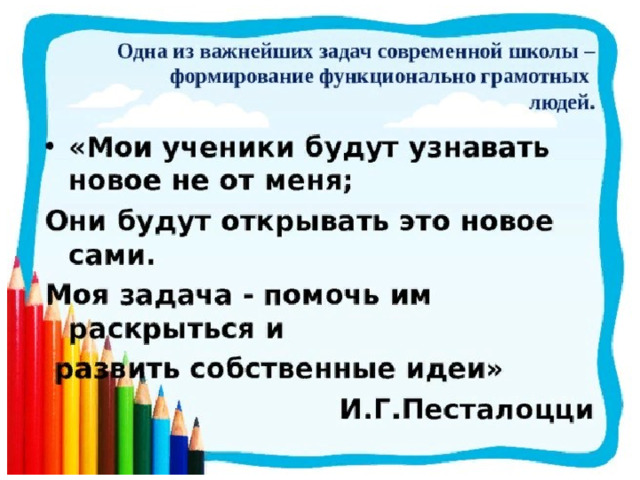 Одна из важнейших задач современной школы –
формирование функционально грамотных
людей.
• «Мои ученики будут узнавать
новое не от меня;
Они будут открывать это новое
сами.
Моя задача - помочь им
раскрыться и
развить собственные идеи»
И.Г.Песталоцци